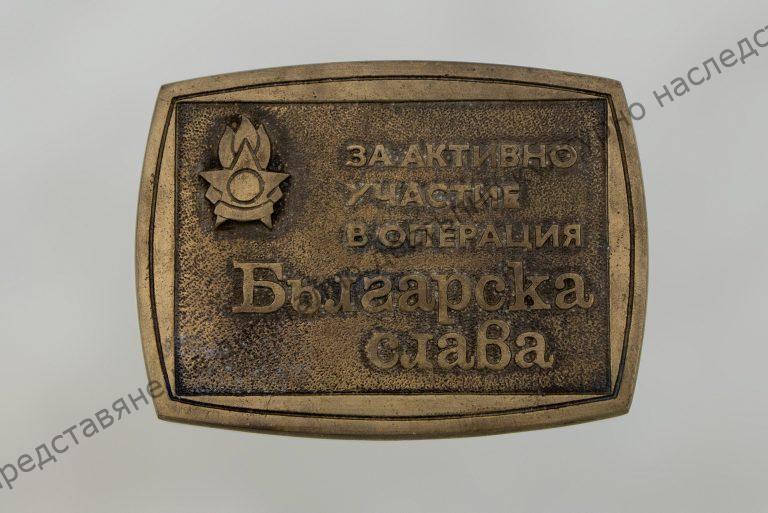 ЗА АКТИВНО
УЧАСТИЕ
В ОПЕРАЦИЯ
Българска
слава